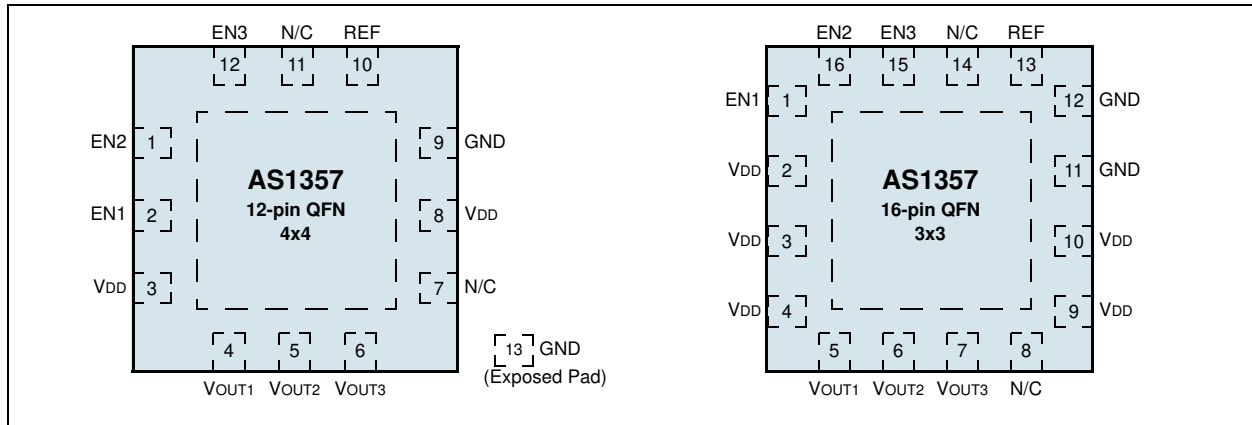 EN3 N/C REF
12 11 10
EN2 1
EN1 2
VDD 3
AS1357
12-pin QFN
4x4
9 GND
8 VDD
7 N/C
4 5 6
VOUT1 VOUT2 VOUT3
13 GND
(Exposed Pad)
EN2 EN3 N/C REF
16 15 14 13
EN1 1
VDD 2
VDD 3
VDD 4
AS1357
16-pin QFN
3x3
12 GND
11 GND
10 VDD
9 VDD
5 6 7 8
VOUT1 VOUT2 VOUT3 N/C